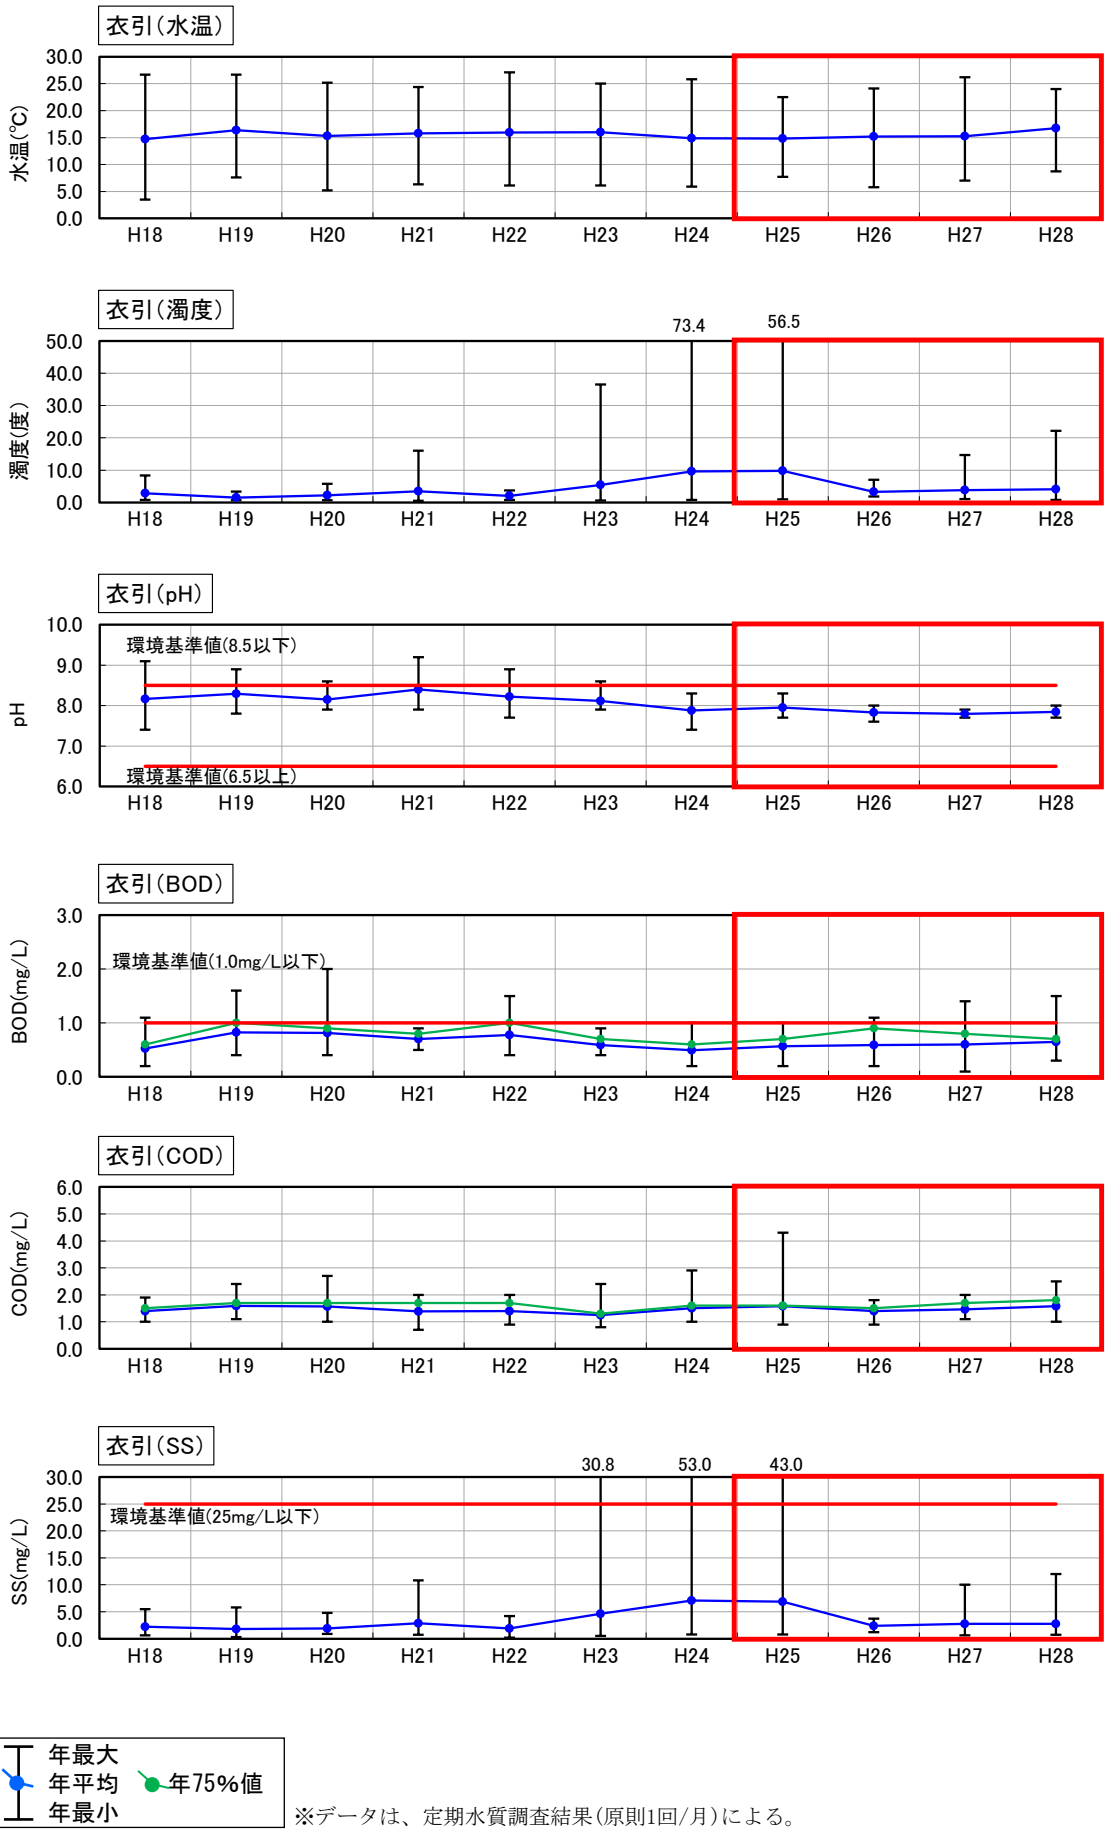 衣引(水温)
水温(℃)
30.0
25.0
20.0
15.0
10.0
5.0
0.0
H18 H19 H20 H21 H22 H23 H24 H25 H26 H27 H28
衣引(濁度)
73.4 56.5
濁度(度)
50.0
40.0
30.0
20.0
10.0
0.0
H18 H19 H20 H21 H22 H23 H24 H25 H26 H27 H28
衣引(pH)
pH
10.0
9.0
8.0
7.0
6.0
環境基準値(8.5以下)
環境基準値(6.5以上)
H18 H19 H20 H21 H22 H23 H24 H25 H26 H27 H28
衣引(BOD)
BOD(mg/L)
3.0
2.0
1.0
0.0
環境基準値(1.0mg/L以下)
H18 H19 H20 H21 H22 H23 H24 H25 H26 H27 H28
衣引(COD)
COD(mg/L)
6.0
5.0
4.0
3.0
2.0
1.0
0.0
H18 H19 H20 H21 H22 H23 H24 H25 H26 H27 H28
衣引(SS)
30.8 53.0 43.0
SS(mg/L)
30.0
25.0
20.0
15.0
10.0
5.0
0.0
環境基準値(25mg/L以下)
H18 H19 H20 H21 H22 H23 H24 H25 H26 H27 H28
年最大
年平均 年75%値
年最小
※データは、定期水質調査結果(原則1回/月)による。